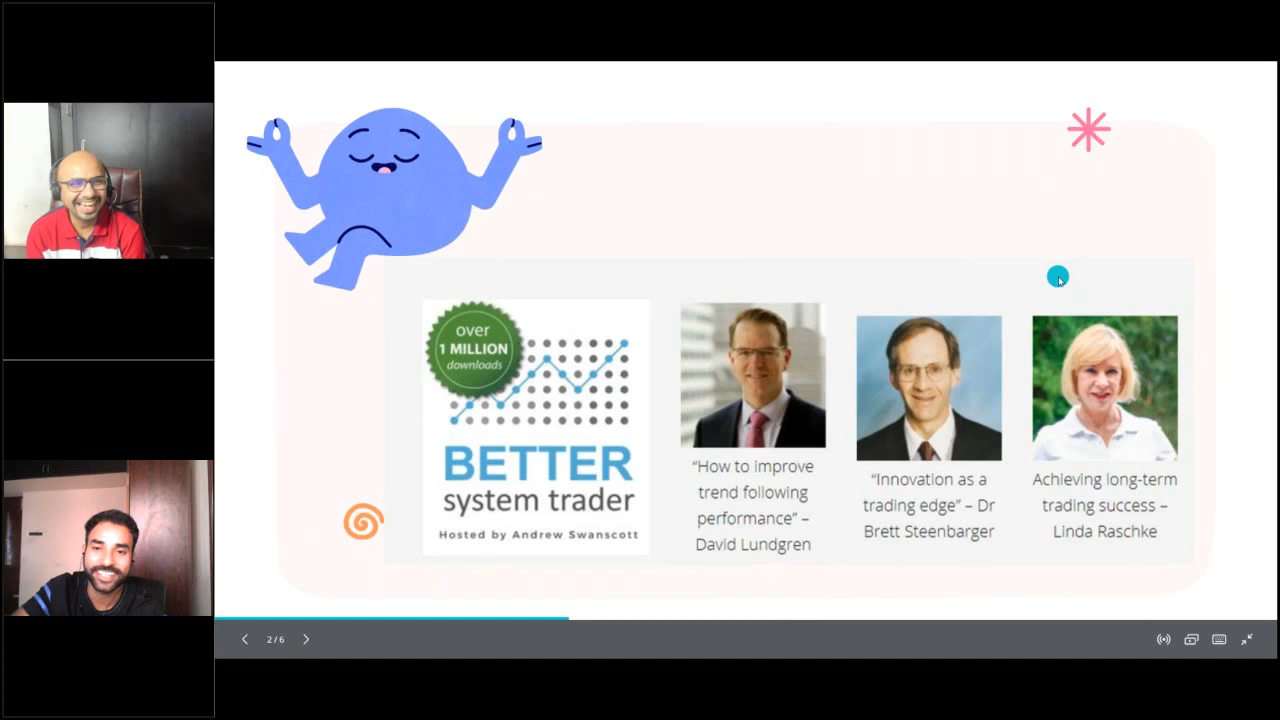 over
1 MILLION
downloads
BETTER
system trader
Hosted by Andrew Swanscott
“How to improve
trend following
performance” –
David Lundgren
“Innovation as a
trading edge” – Dr
Brett Steenbarger
Achieving long-term
trading success –
Linda Raschke
2/6